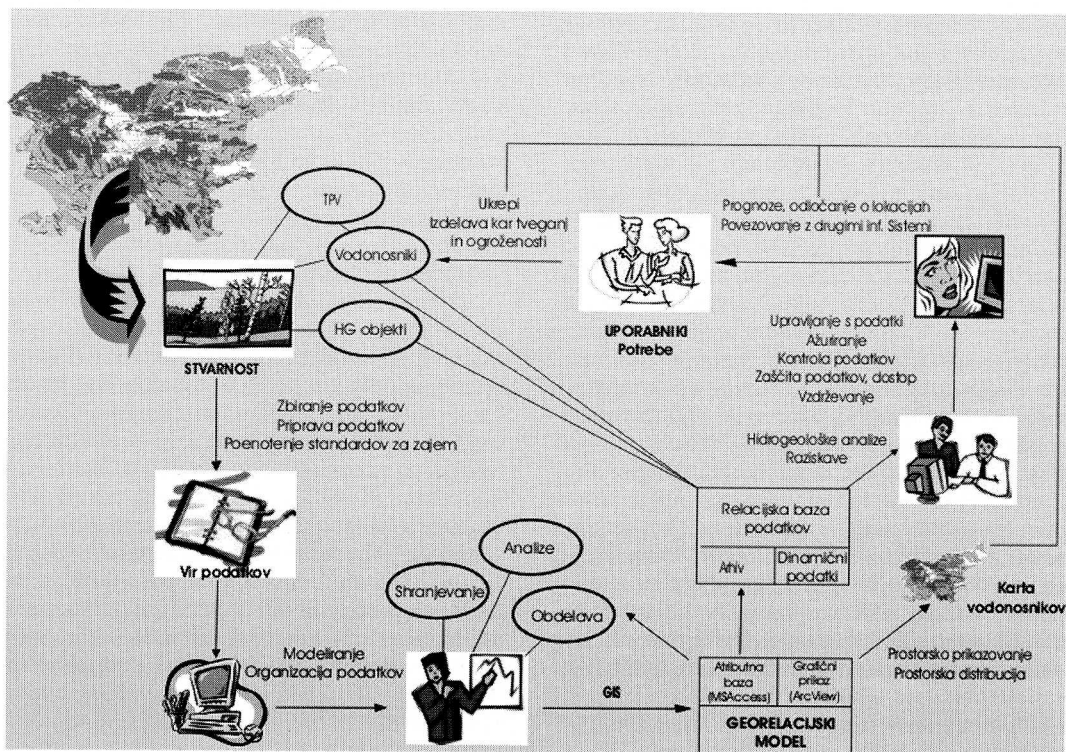 TPV
Vodonosniki
HG objekti
STVARNOST
Ukrepi
Izdelava kar tveganj
in ogroženosti
UPORABNIKI
Potrebe
Prognoze, odločanje o lokacijah
Povezovanje z drugimi inf. Sistemi
Upravljanje s podatki
Ažuriranje
Kontrola podatkov
Zaščita podatkov, dostop
Vzdrževanje
Zbiranje podatkov
Priprava podatkov
Poenotenje standardov za zajem
Hidrogeološke analize
Raziskave
Vir podatkov
Relacijska baza
podatkov
Arhiv
Dinamični
podatki
Karta
vodonosnikov
Analize
Shranjevanje
Obdelava
Modeliranje
Organizacija podatkov
GIS
Atributna
baza
(MSAccess)
Grafični
prikaz
(ArcView)
GEORELACIJSKI
MODEL
Prostorsko prikazovanje
Prostorska distribucija